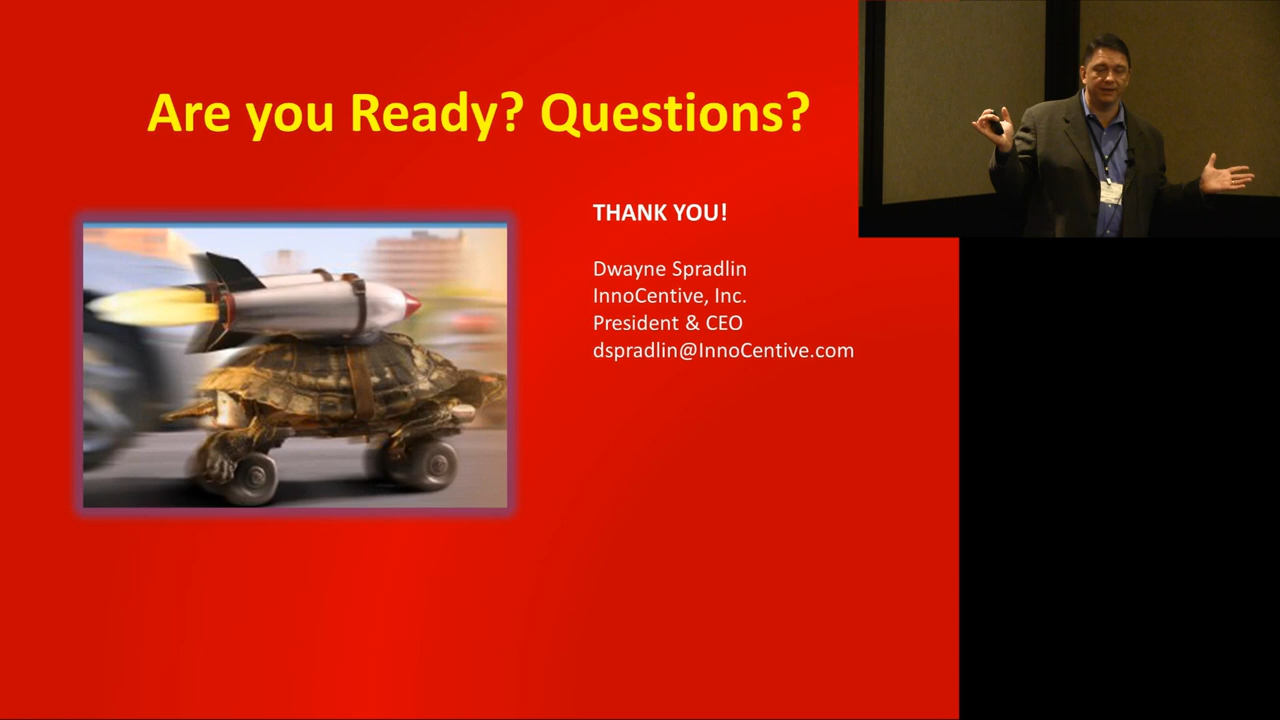 Are you Ready? Questions?
THANK YOU!
Dwayne Spradlin
InnoCentive, Inc.
President & CEO
dspradlin@InnoCentive.com